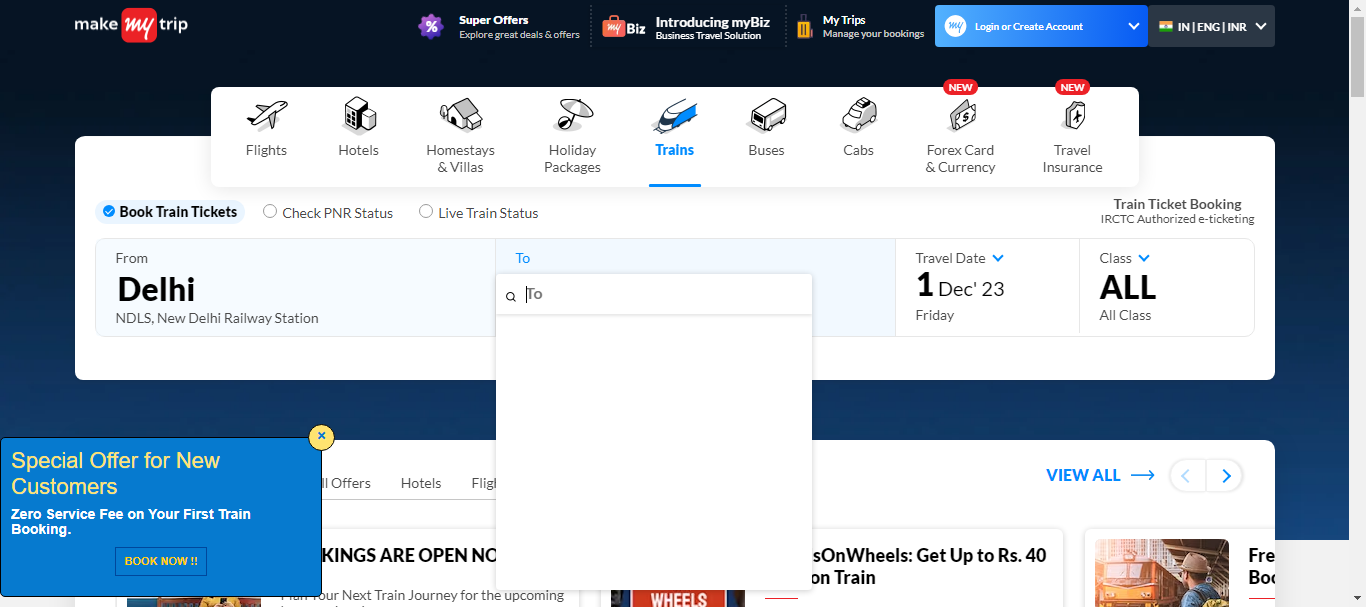 make my trip
Super Offers
Explore great deals & offers
my Biz
Introducing myBiz
Business Travel Solution
My Trips
Manage your bookings
my
Login or Create Account
IN | ENG | INR
Flights
Hotels
Homestays
& Villas
Holiday
Packages
Trains
Buses
Cabs
NEW
Forex Card
& Currency
NEW
Travel
Insurance
Book Train Tickets
Check PNR Status
Live Train Status
Train Ticket Booking
IRCTC Authorized e-ticketing
From
Delhi
NDLS, New Delhi Railway Station
To
To
Travel Date
1 Dec' 23
Friday
Class
ALL
All Class
Special Offer for New
Customers
Zero Service Fee on Your First Train
Booking.
BOOK NOW !!
ll Offers
Hotels
Fligh
VIEW ALL
KINGS ARE OPEN NO
Plan Your Next Train Journey for the upcoming
WHEELS
sOnWheels: Get Up to Rs. 40
on Train
Fre
Boo